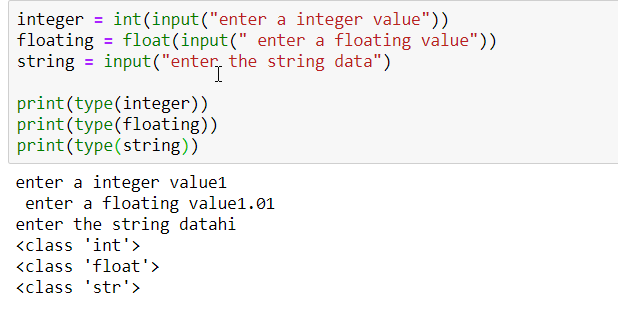 integer = int(input("enter a integer value"))
floating = float(input(" enter a floating value"))
string = input("enter the string data")
print(type(integer))
print(type(floating))
print(type(string))
enter a integer value1
 enter a floating value1.01
enter the string datahi
<class 'int'>
<class 'float'>
<class 'str'>